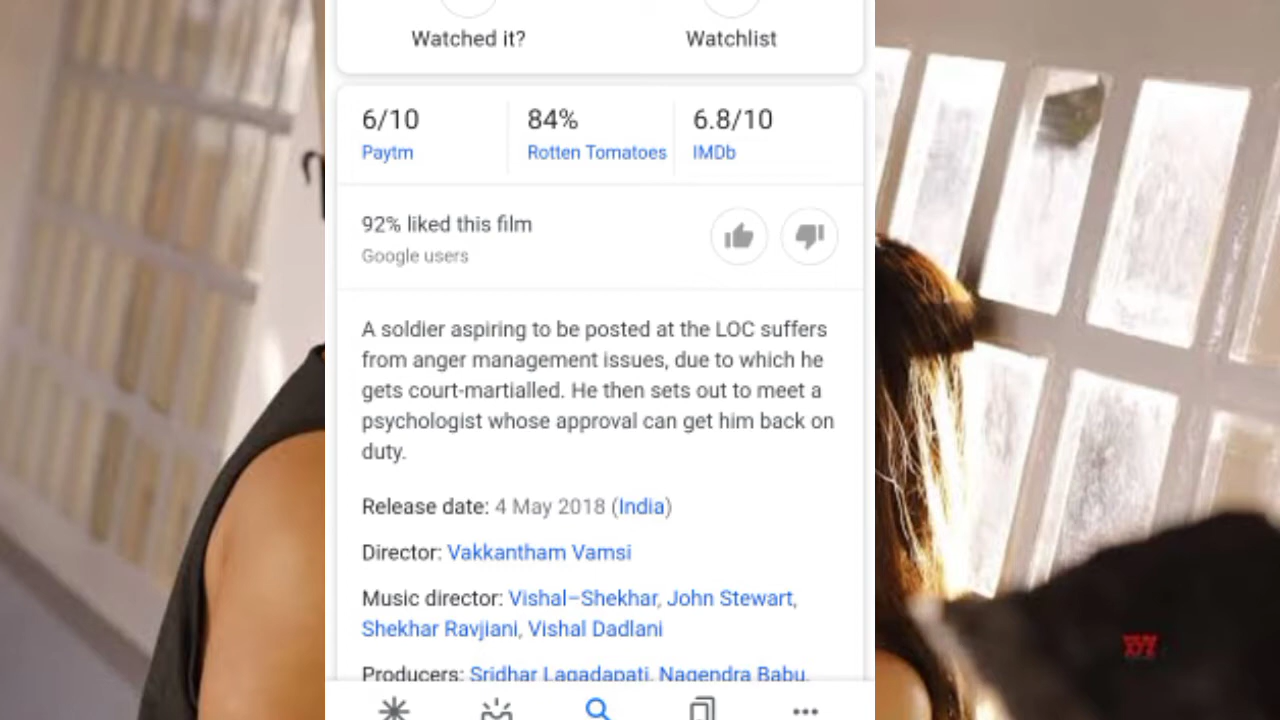 Watched it?
Watchlist
6/10
84%
6.8/10
Paytm
Rotten Tomatoes
IMDb
92% liked this film
Google users
A soldier aspiring to be posted at the LOC suffers
from anger management issues, due to which he
gets court-martialled. He then sets out to meet a
psychologist whose approval can get him back on
duty.
Release date: 4 May 2018 (India)
Director: Vakkantham Vamsi
Music director: Vishal–Shekhar, John Stewart,
Shekhar Ravjiani, Vishal Dadlani
Producers: Sridhar Lagadapati, Nagendra Babu,